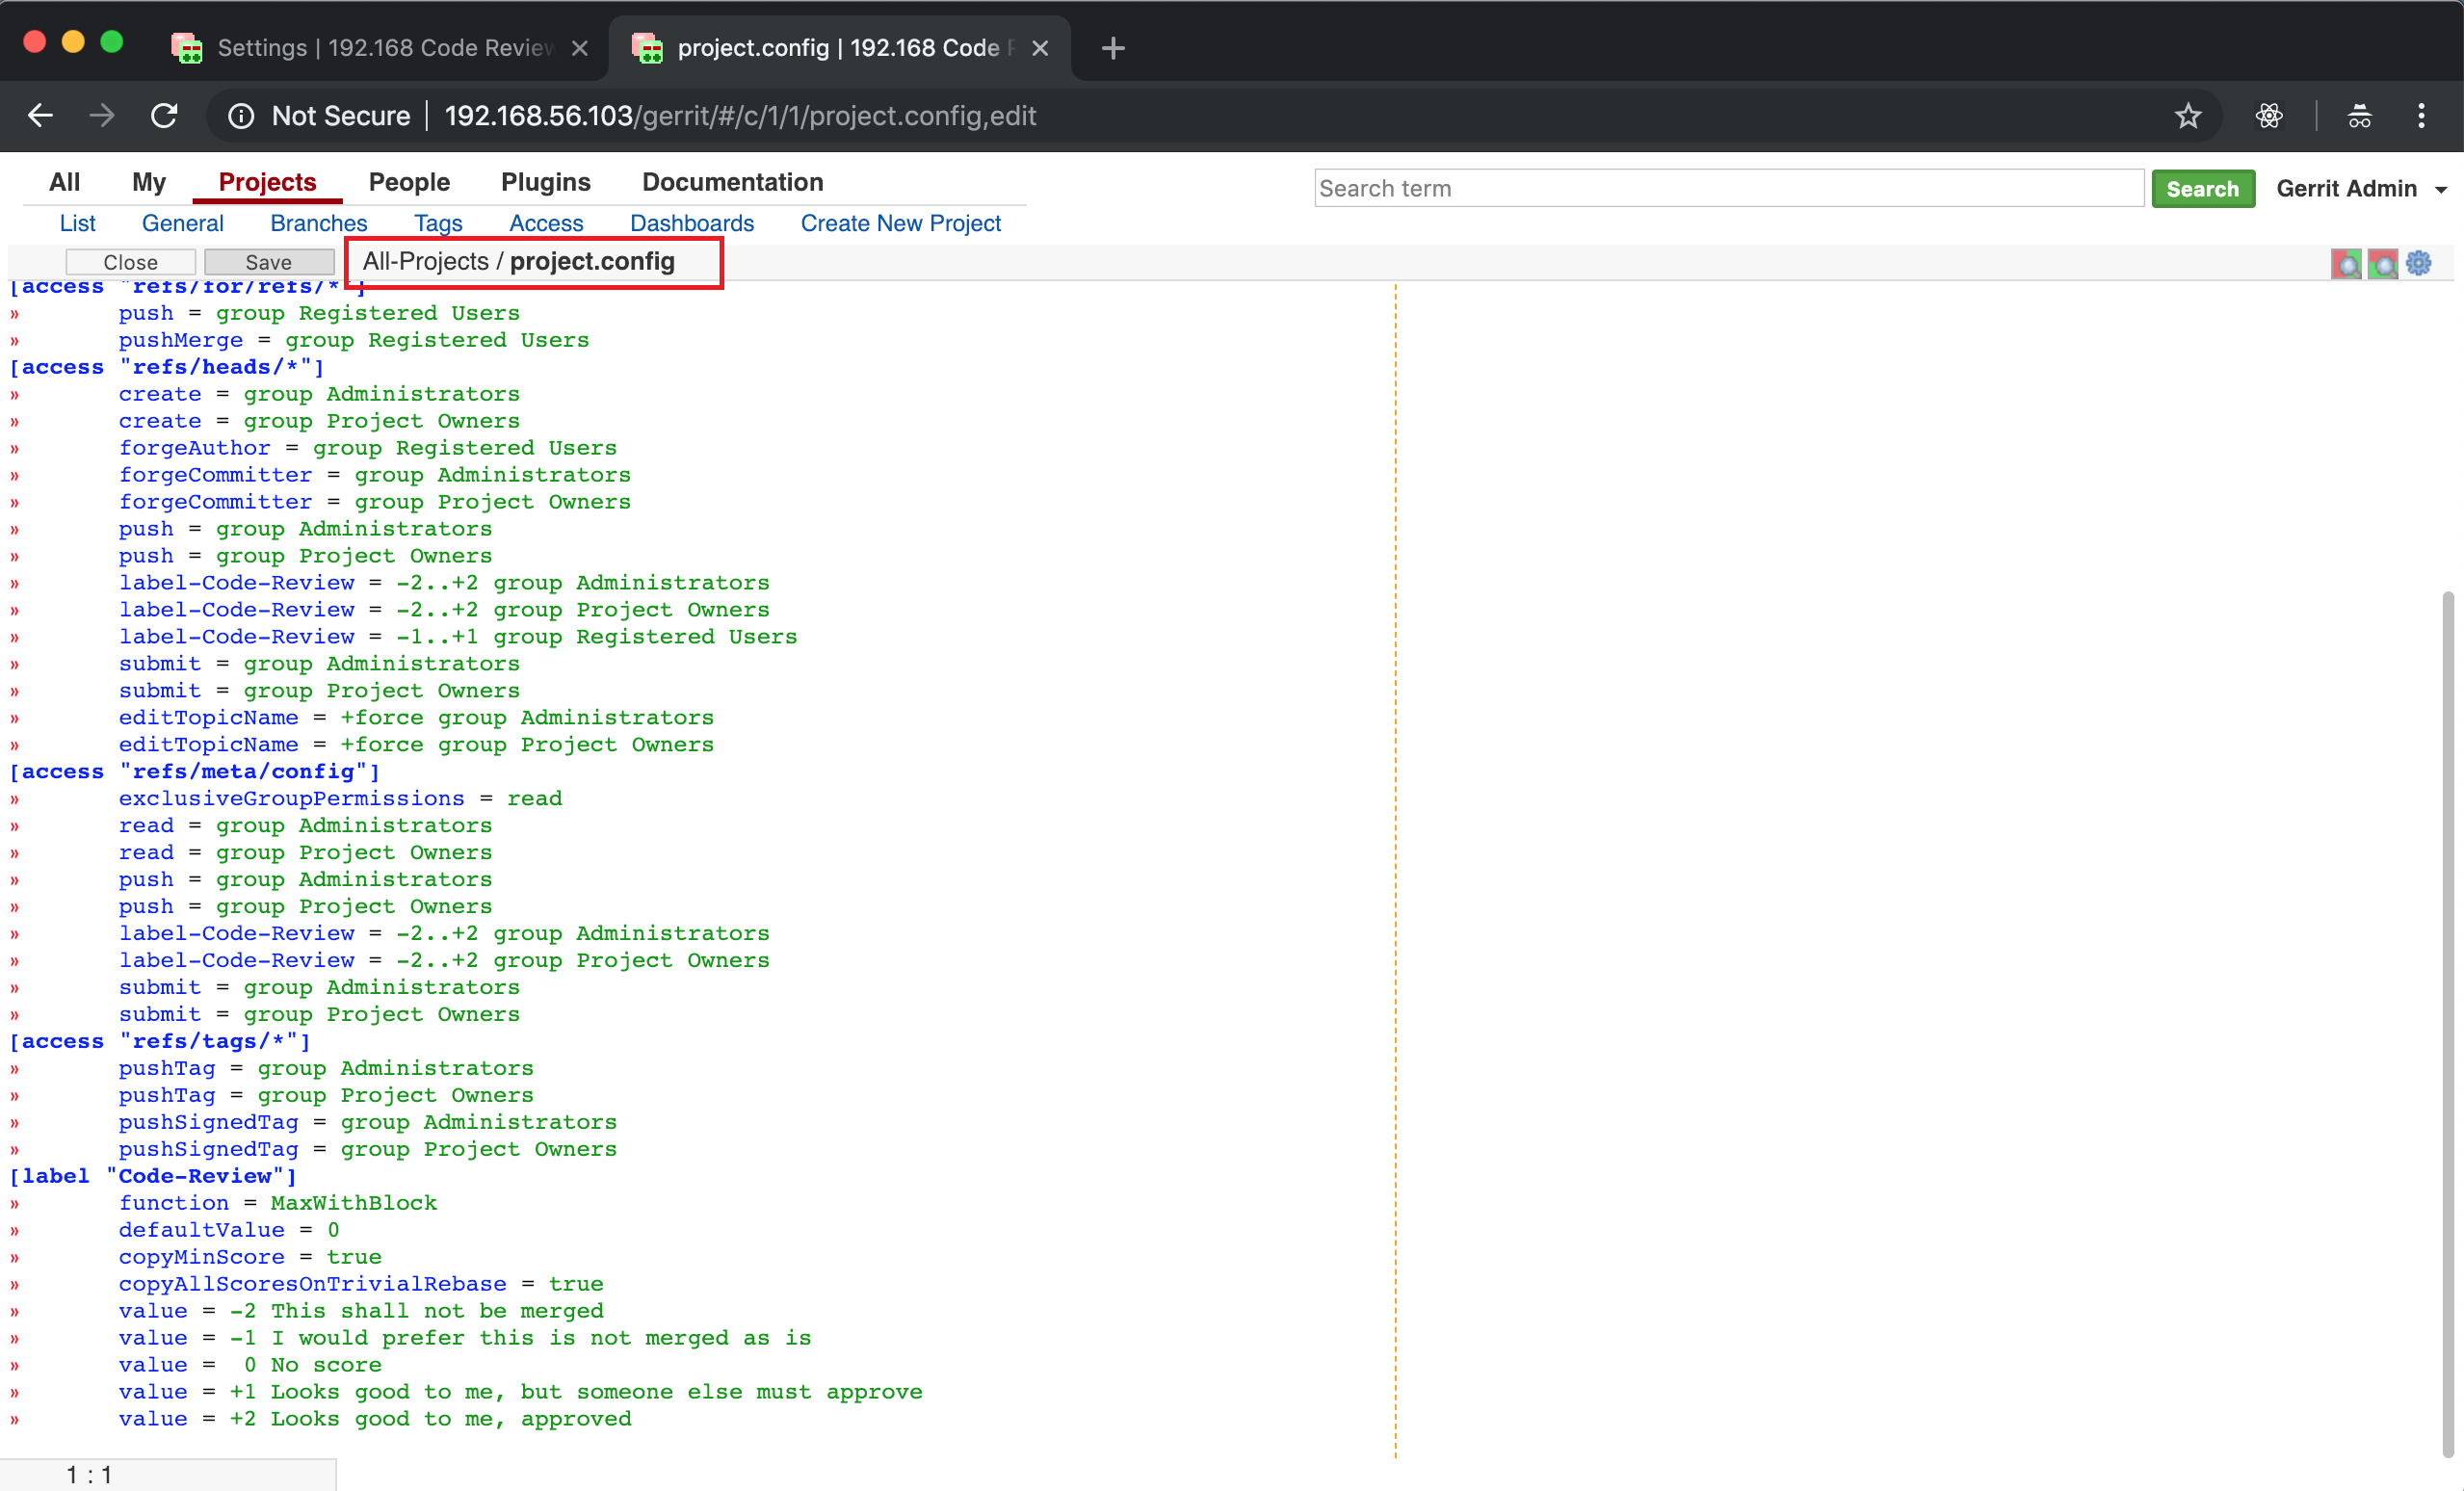 Settings | 192.168 Code Review
project.config | 192.168 Code R
Not Secure | 192.168.56.103/gerrit/#/c/1/1/project.config,edit
All My Projects People Plugins Documentation
Search term Search Gerrit Admin
List General Branches Tags Access Dashboards Create New Project
Close Save All-Projects / project.config
[access "refs/for/refs/*"]
» push = group Registered Users
» pushMerge = group Registered Users
[access "refs/heads/*"]
» create = group Administrators
» create = group Project Owners
» forgeAuthor = group Registered Users
» forgeCommitter = group Administrators
» forgeCommitter = group Project Owners
» push = group Administrators
» push = group Project Owners
» label-Code-Review = -2..+2 group Administrators
» label-Code-Review = -2..+2 group Project Owners
» label-Code-Review = -1..+1 group Registered Users
» submit = group Administrators
» submit = group Project Owners
» editTopicName = +force group Administrators
» editTopicName = +force group Project Owners
[access "refs/meta/config"]
» exclusiveGroupPermissions = read
» read = group Administrators
» read = group Project Owners
» push = group Administrators
» push = group Project Owners
» label-Code-Review = -2..+2 group Administrators
» label-Code-Review = -2..+2 group Project Owners
» submit = group Administrators
» submit = group Project Owners
[access "refs/tags/*"]
» pushTag = group Administrators
» pushTag = group Project Owners
» pushSignedTag = group Administrators
» pushSignedTag = group Project Owners
[label "Code-Review"]
» function = MaxWithBlock
» defaultValue = 0
» copyMinScore = true
» copyAllScoresOnTrivialRebase = true
» value = -2 This shall not be merged
» value = -1 I would prefer this is not merged as is
» value =  0 No score
» value = +1 Looks good to me, but someone else must approve
» value = +2 Looks good to me, approved
1 : 1